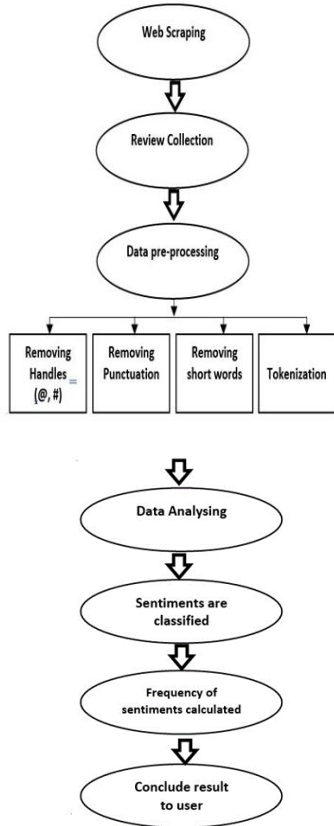 Web Scraping
Review Collection
Data pre-processing
Removing
Handles
(@, #)
Removing
Punctuation
Removing
short words
Tokenization
Data Analysing
Sentiments are
classified
Frequency of
sentiments calculated
Conclude result
to user